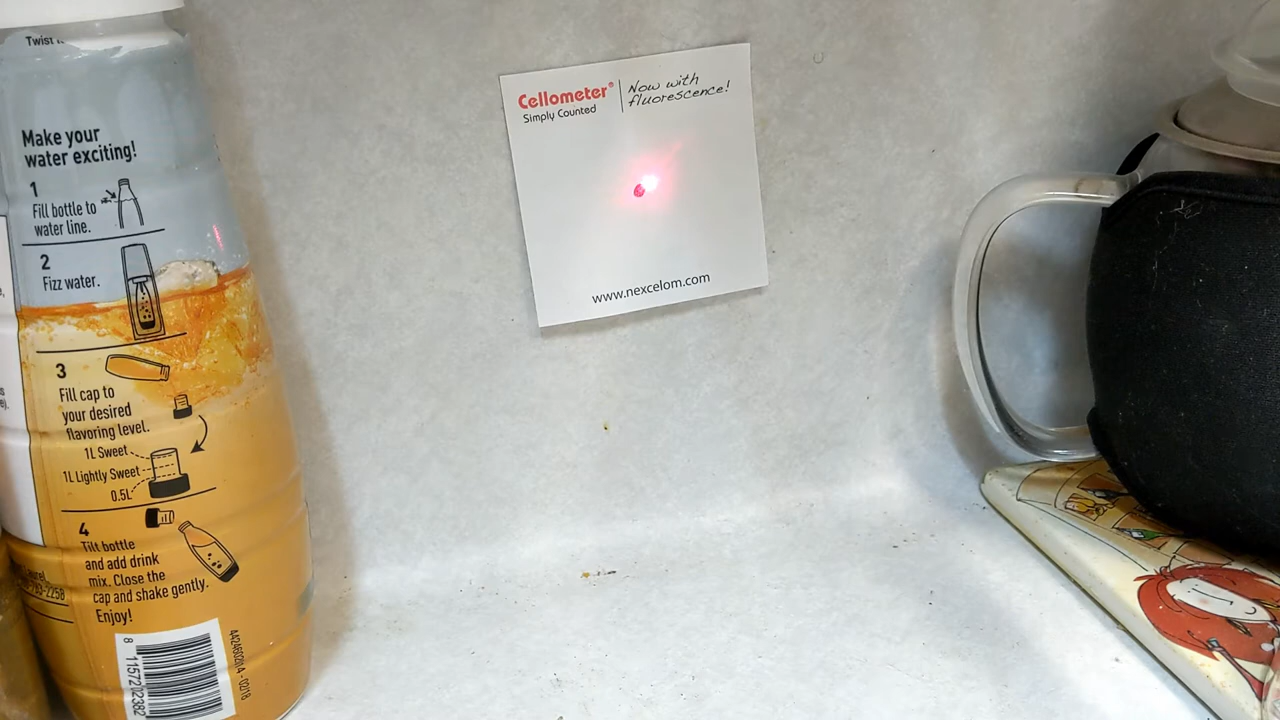 Twist
Make your
water exciting!
1
Fill bottle to
water line.
2
Fizz water.
3
Fill cap to
your desired
flavoring level.
1L Sweet
1L Lightly Sweet
0.5L
4
Tilt bottle
and add drink
mix. Close the
cap and shake gently.
Enjoy!
Cellometer®
Simply Counted
Now with
fluorescence!
www.nexcelom.com